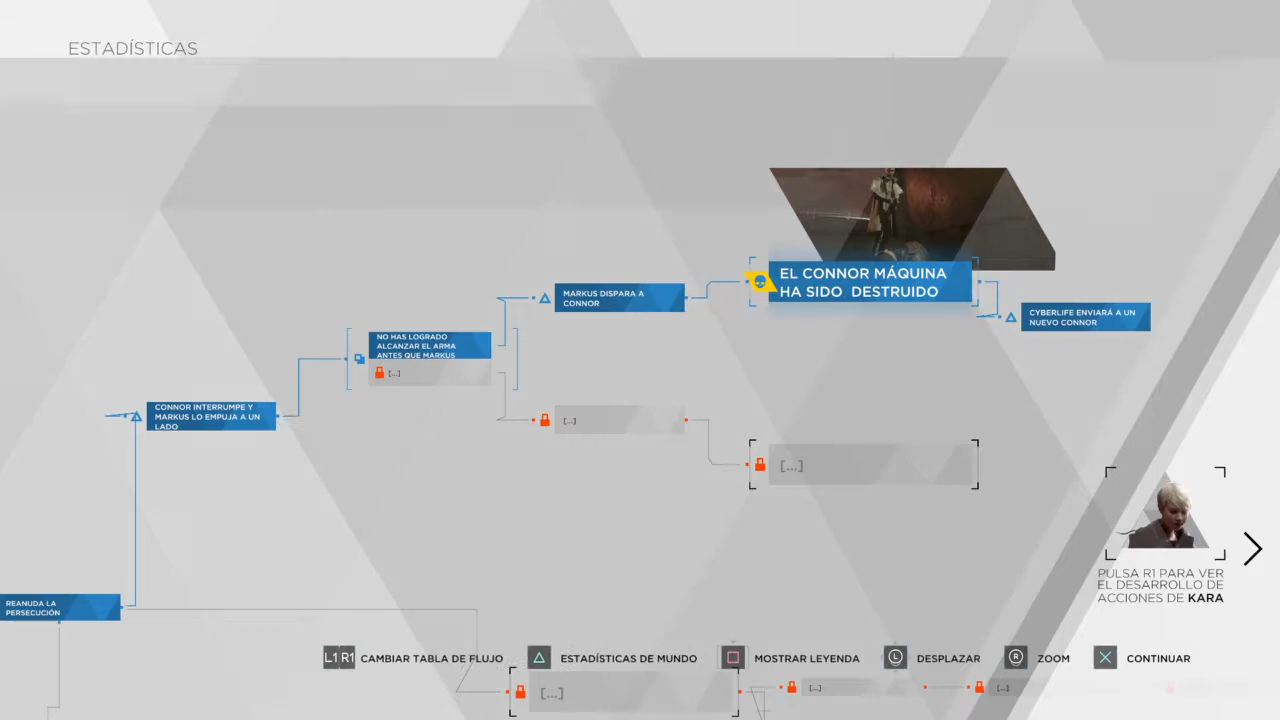 ESTADÍSTICAS
EL CONNOR MÁQUINA
HA SIDO DESTRUIDO
MARKUS DISPARA A
CONNOR
CYBERLIFE ENVIARÁ A UN
NUEVO CONNOR
NO HAS LOGRADO
ALCANZAR EL ARMA
ANTES QUE MARKUS
[...]
CONNOR INTERRUMPE Y
MARKUS LO EMPUJA A UN
LADO
[...]
[...]
PULSA R1 PARA VER
EL DESARROLLO DE
ACCIONES DE KARA
REANUDA LA
PERSECUCIÓN
L1 R1 CAMBIAR TABLA DE FLUJO
ESTADÍSTICAS DE MUNDO
MOSTRAR LEYENDA
L DESPLAZAR
R ZOOM
CONTINUAR
[...]
[...]
[...]